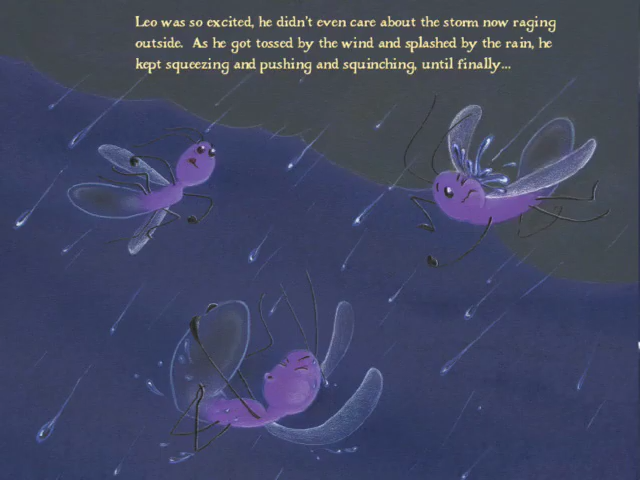 Leo was so excited, he didn't even care about the storm now raging
outside. As he got tossed by the wind and splashed by the rain, he
kept squeezing and pushing and squinching, until finally...